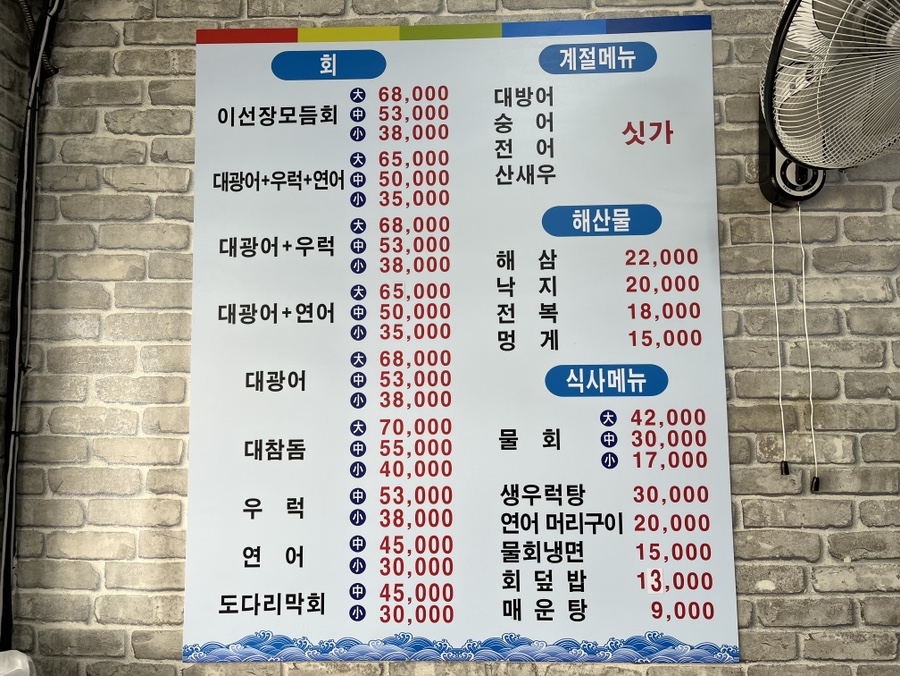 회
이선장모듬회
大 68,000
中 53,000
小 38,000
대광어+우럭+연어
大 65,000
中 50,000
小 35,000
대광어+우럭
大 68,000
中 53,000
小 38,000
대광어+연어
大 65,000
中 50,000
小 35,000
대광어
大 68,000
中 53,000
小 38,000
대참돔
大 70,000
中 55,000
小 40,000
우 럭
中 53,000
小 38,000
연 어
中 45,000
小 30,000
도다리막회
中 45,000
小 30,000
계절메뉴
대방어
숭 어
전 어
산새우
싯가
해산물
해 삼 22,000
낙 지 20,000
전 복 18,000
멍 게 15,000
식사메뉴
물 회
大 42,000
中 30,000
小 17,000
생우럭탕 30,000
연어 머리구이 20,000
물회냉면 15,000
회 덮 밥 13,000
매 운 탕 9,000